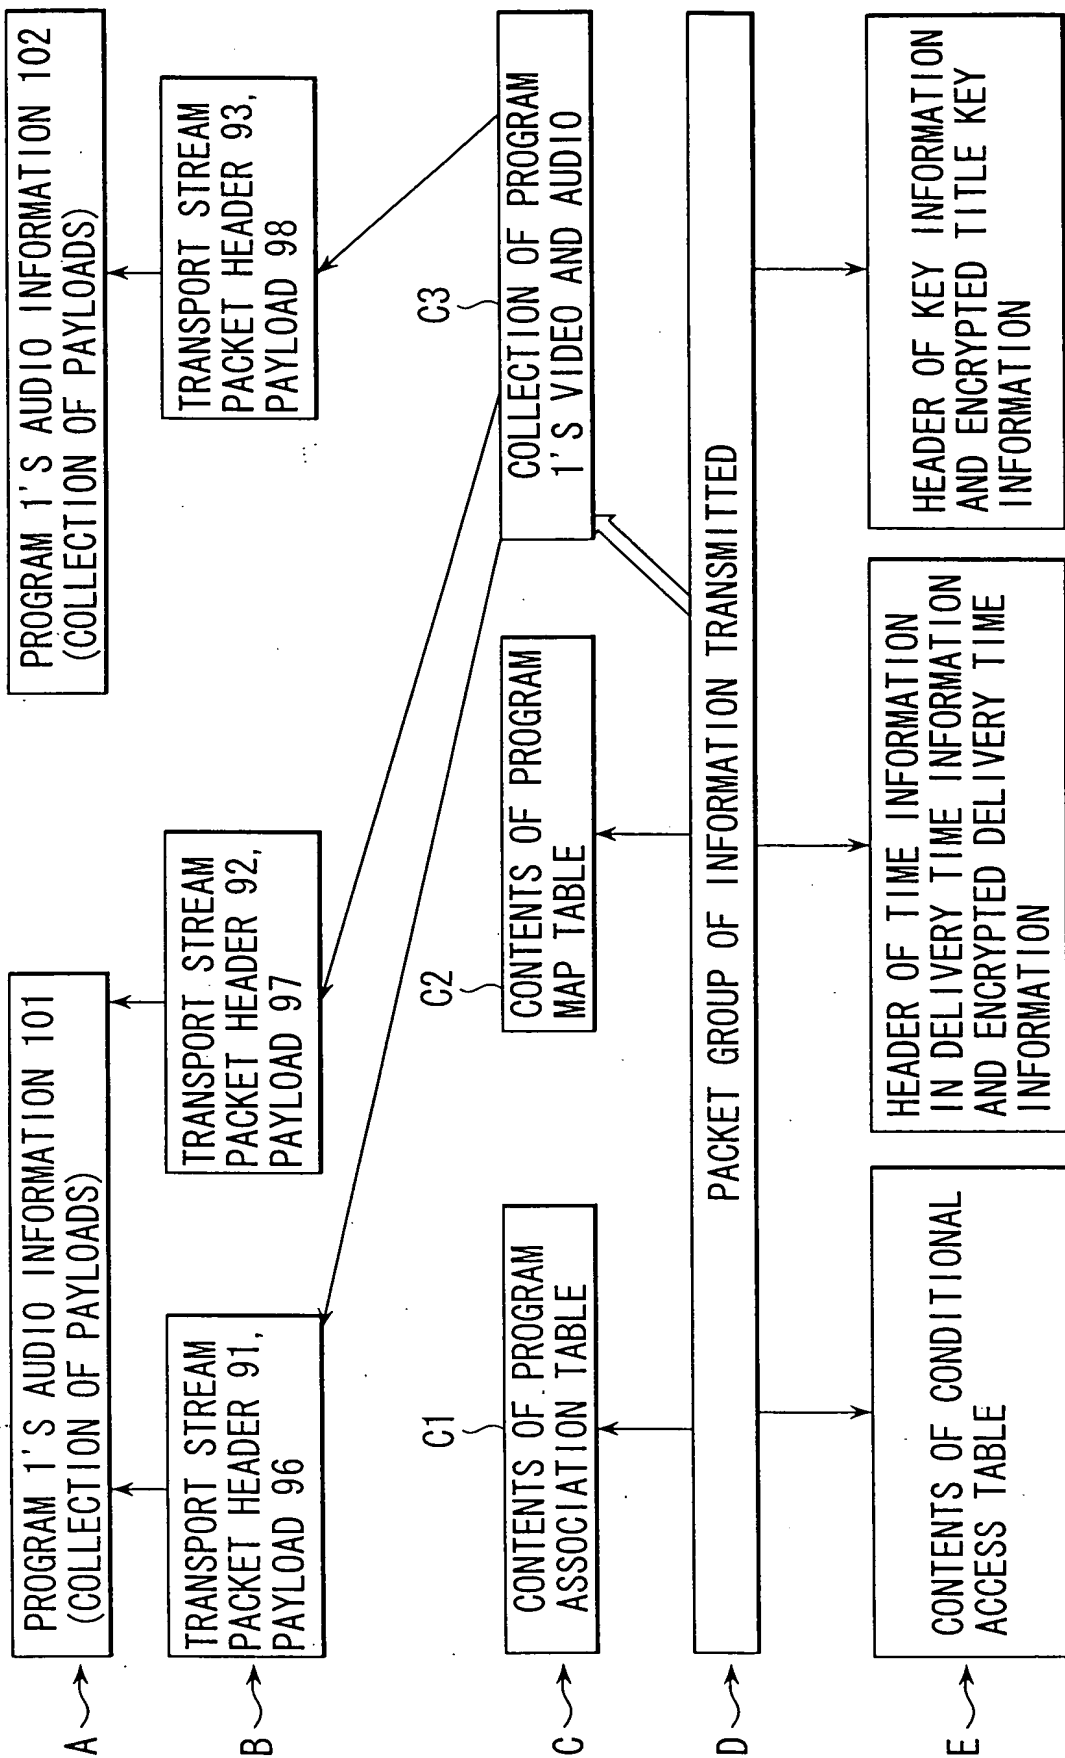 A
PROGRAM 1'S AUDIO INFORMATION 101
(COLLECTION OF PAYLOADS)
PROGRAM 1'S AUDIO INFORMATION 102
(COLLECTION OF PAYLOADS)
B
TRANSPORT STREAM
PACKET HEADER 91,
PAYLOAD 96
TRANSPORT STREAM
PACKET HEADER 92,
PAYLOAD 97
TRANSPORT STREAM
PACKET HEADER 93,
PAYLOAD 98
C
C1
CONTENTS OF PROGRAM
ASSOCIATION TABLE
C2
CONTENTS OF PROGRAM
MAP TABLE
C3
COLLECTION OF PROGRAM
1'S VIDEO AND AUDIO
D
PACKET GROUP OF INFORMATION TRANSMITTED
E
CONTENTS OF CONDITIONAL
ACCESS TABLE
HEADER OF TIME INFORMATION
IN DELIVERY TIME INFORMATION
AND ENCRYPTED DELIVERY TIME
INFORMATION
HEADER OF KEY INFORMATION
AND ENCRYPTED TITLE KEY
INFORMATION